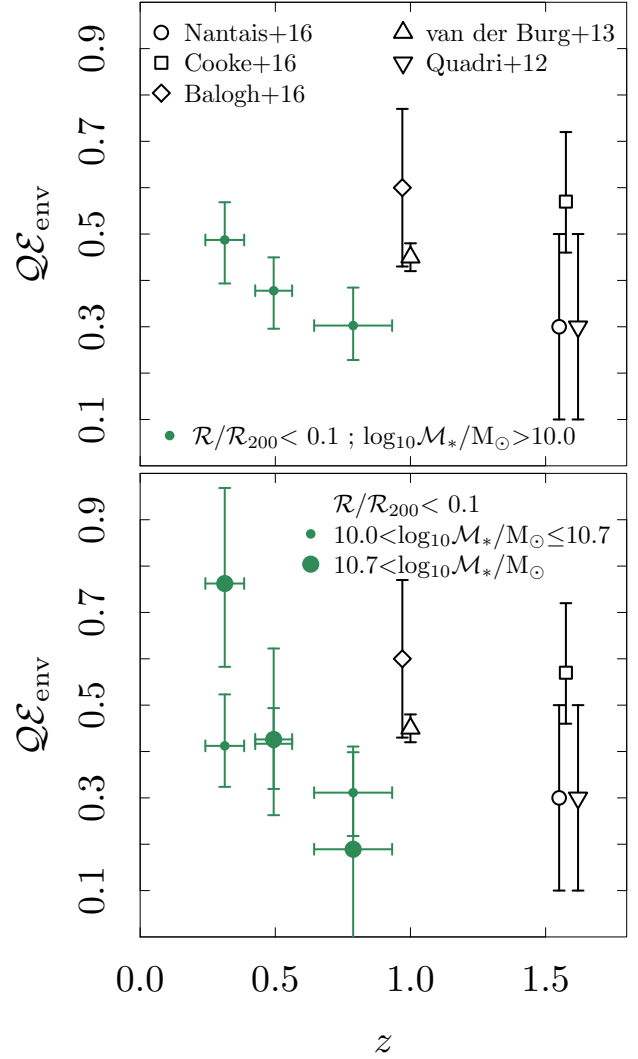 Nantais+16
Cooke+16
Balogh+16
van der Burg+13
Quadri+12
0.9
0.7
0.5
0.3
0.1
𝒬ℰenv
ℛ/ℛ200< 0.1 ; log10ℳ*/M⊙>10.0
ℛ/ℛ200< 0.1
10.0<log10ℳ*/M⊙≤10.7
10.7<log10ℳ*/M⊙
0.9
0.7
0.5
0.3
0.1
𝒬ℰenv
0.0 0.5 1.0 1.5
z